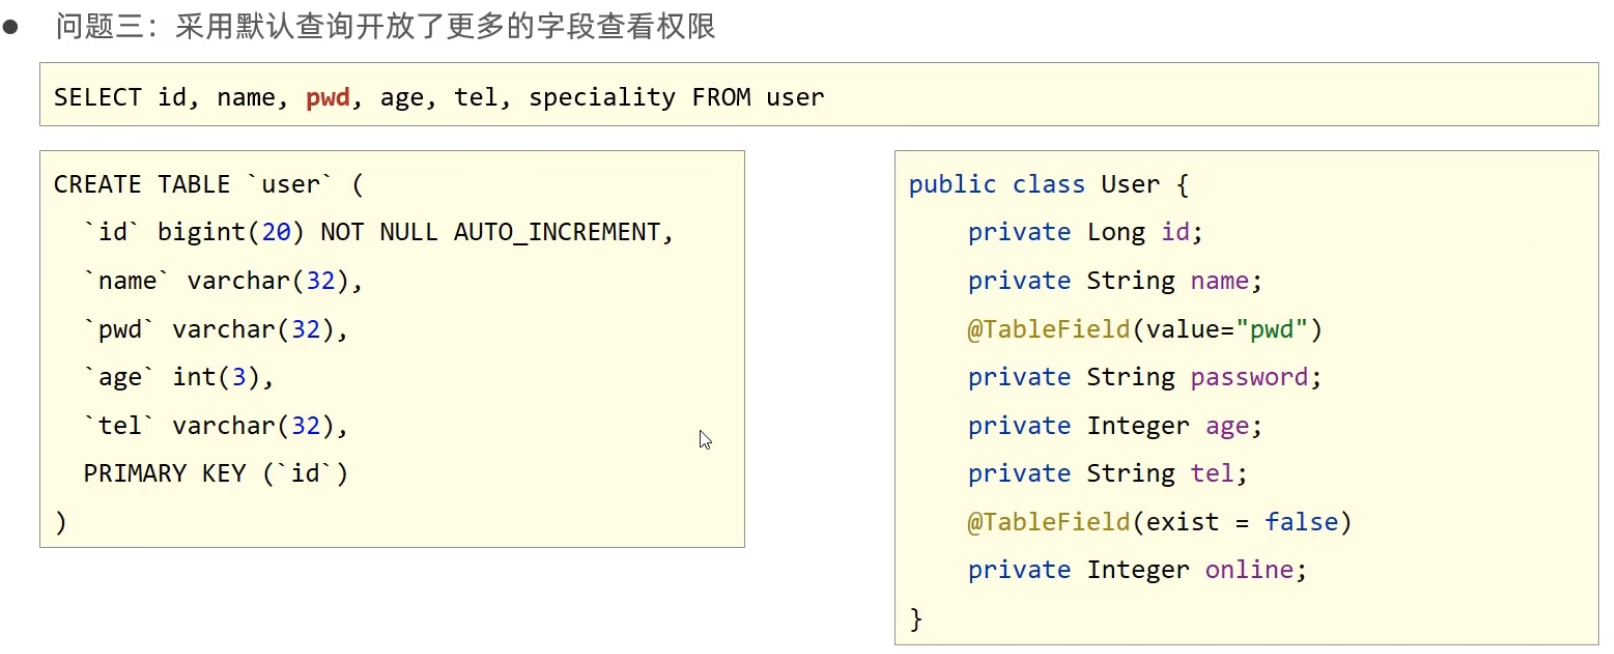 ● 问题三：采用默认查询开放了更多的字段查看权限
SELECT id, name, pwd, age, tel, speciality FROM user
CREATE TABLE `user` (
`id` bigint(20) NOT NULL AUTO_INCREMENT,
`name` varchar(32),
`pwd` varchar(32),
`age` int(3),
`tel` varchar(32),
PRIMARY KEY (`id`)
)
public class User {
private Long id;
private String name;
@TableField(value="pwd")
private String password;
private Integer age;
private String tel;
@TableField(exist = false)
private Integer online;
}